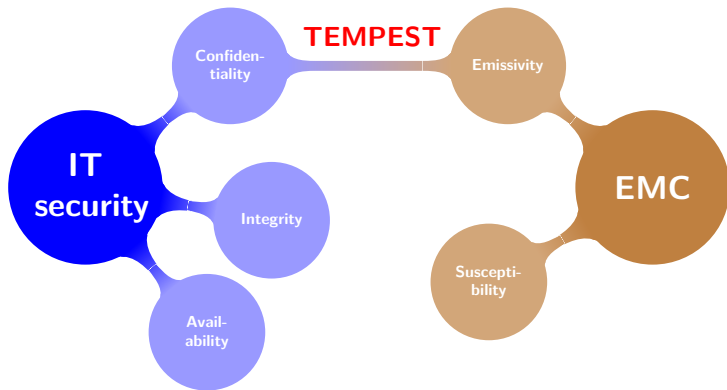 TEMPEST
Confiden-
tiality
Emissivity
IT
security
EMC
Integrity
Suscepti-
bility
Avail-
ability